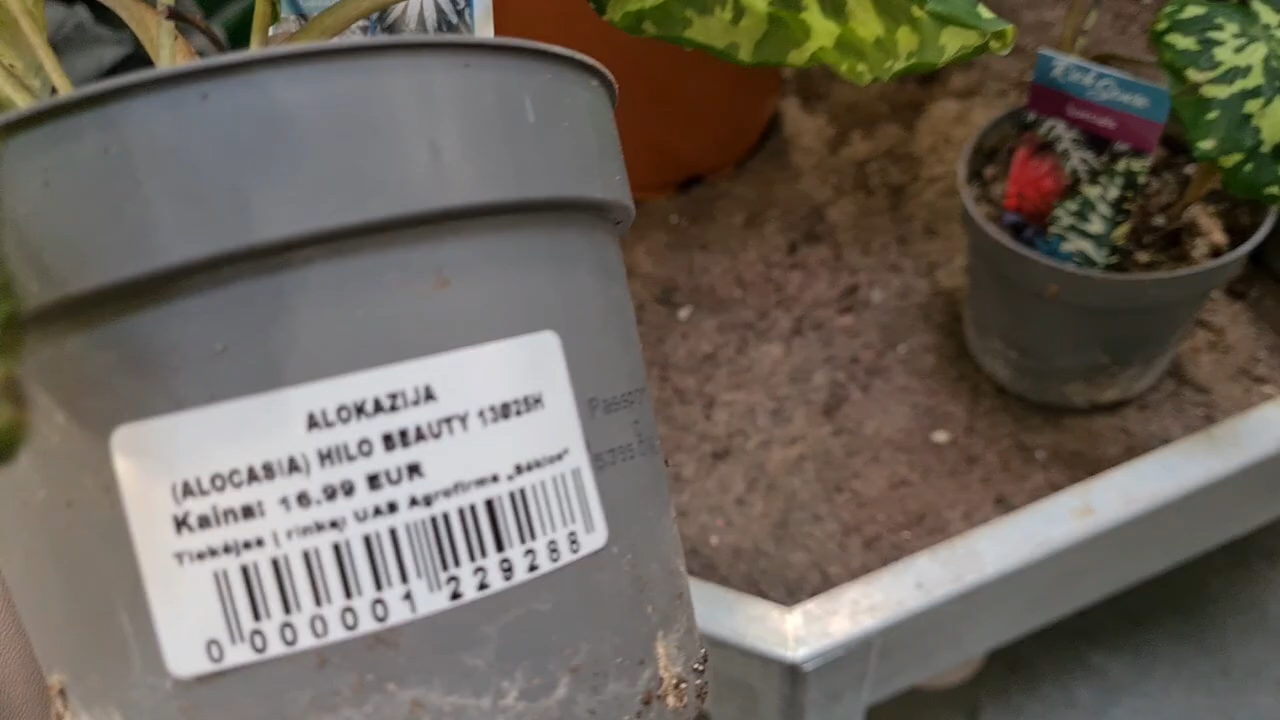 ALOKAZIJA
(ALOCASIA) HILO BEAUTY 13Ø25H
Kaina: 16.99 EUR
Tiekėjas į rinką: UAB Agrofirma „Sėklos"
0 000001 229288